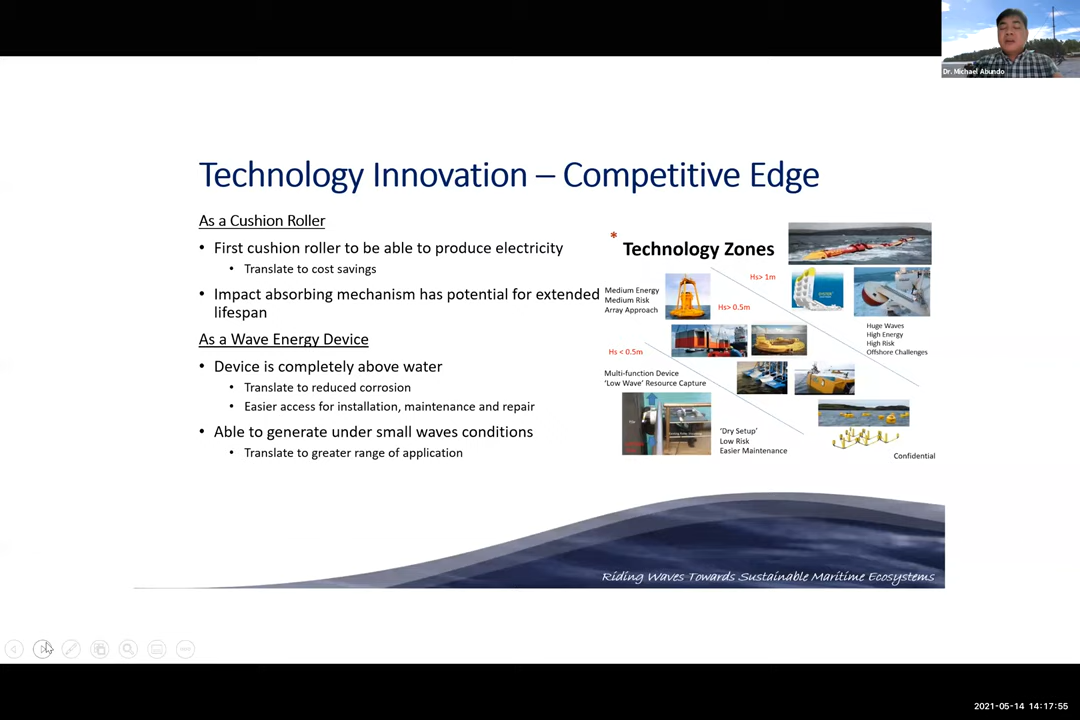 Dr. Michael Abundo
Technology Innovation – Competitive Edge
As a Cushion Roller
• First cushion roller to be able to produce electricity
• Translate to cost savings
• Impact absorbing mechanism has potential for extended
lifespan
As a Wave Energy Device
• Device is completely above water
• Translate to reduced corrosion
• Easier access for installation, maintenance and repair
• Able to generate under small waves conditions
• Translate to greater range of application
* Technology Zones
Hs> 1m
Medium Energy
Medium Risk
Array Approach
Hs> 0.5m
Huge Waves
High Energy
High Risk
Offshore Challenges
Hs < 0.5m
Multi-function Device
‘Low Wave’ Resource Capture
‘Dry Setup’
Low Risk
Easier Maintenance
Confidential
Riding Waves Towards Sustainable Maritime Ecosystems
2021-05-14 14:17:55